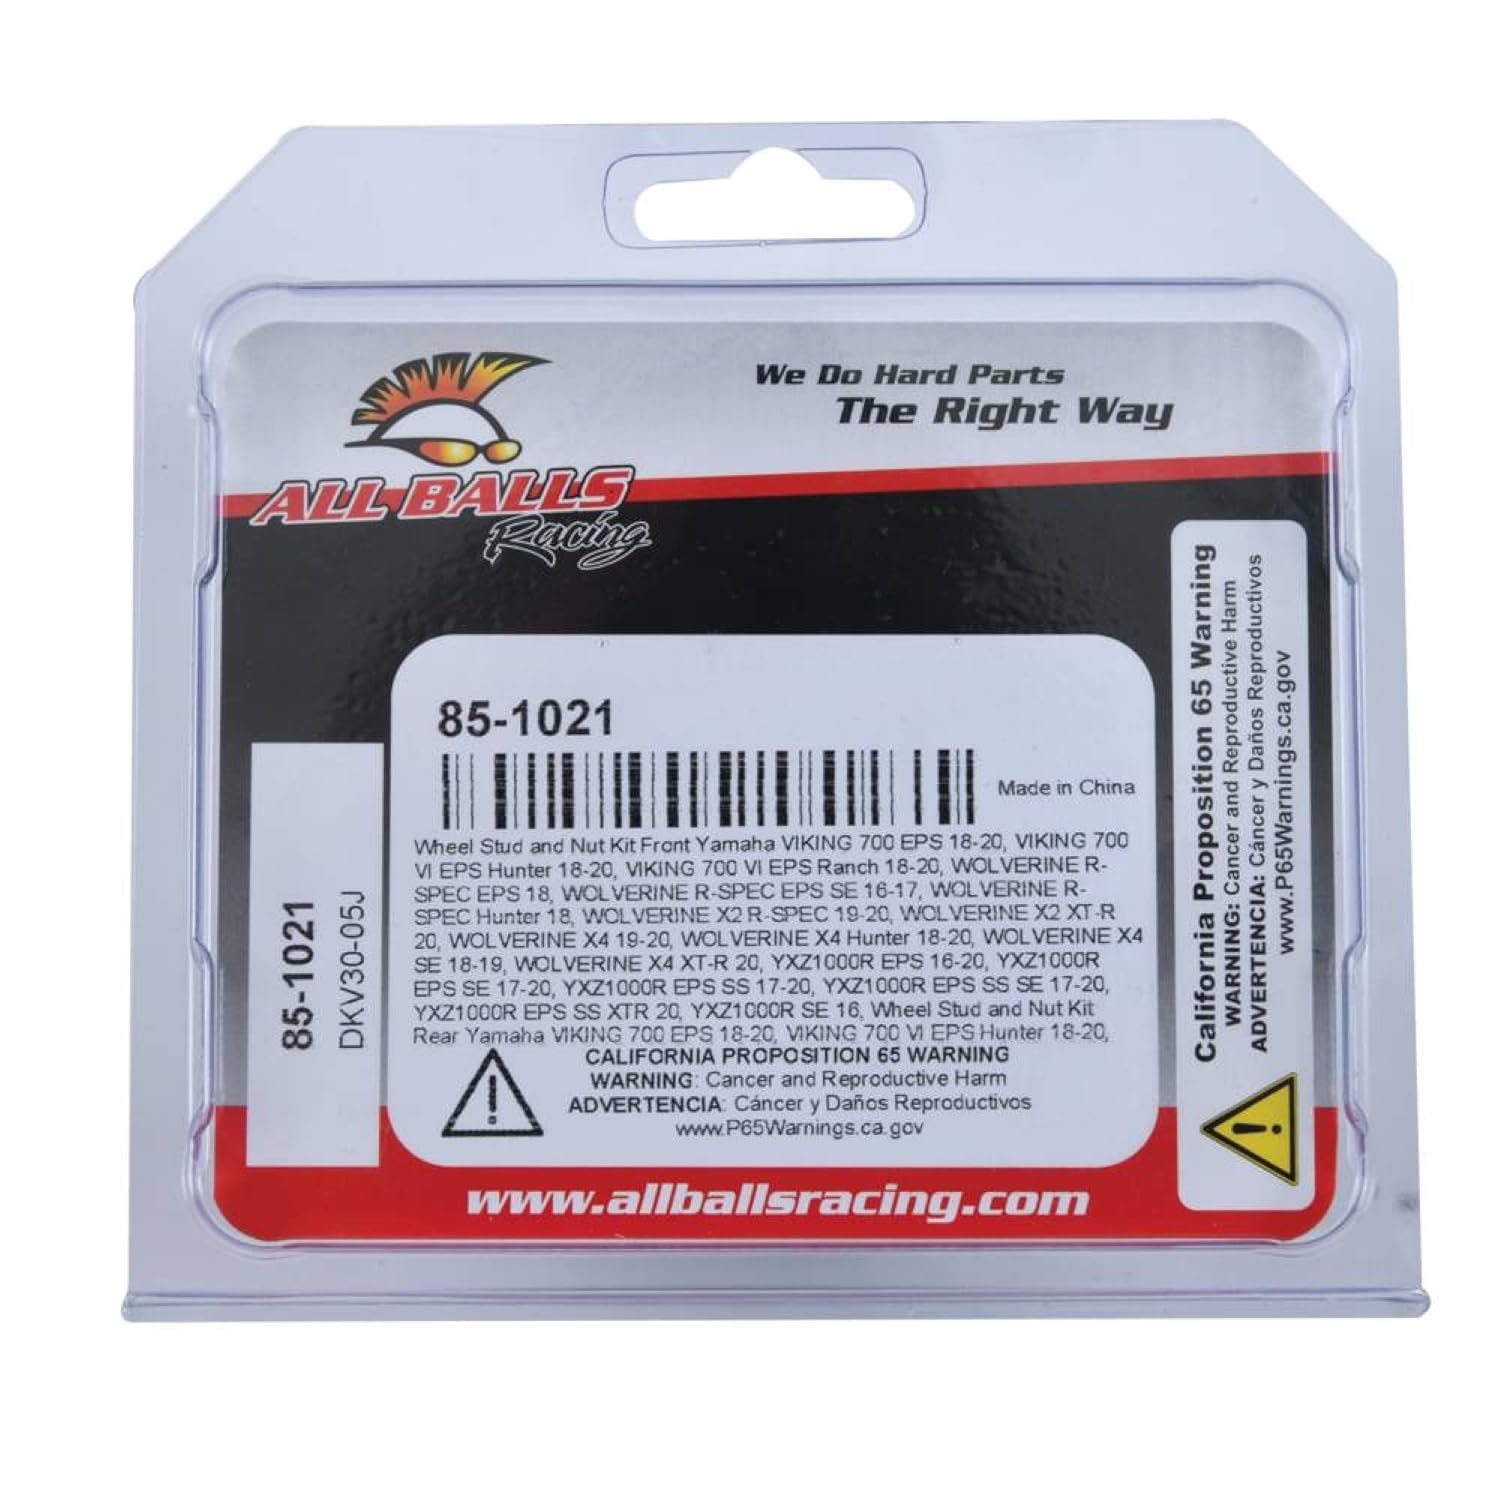 We Do Hard Parts
The Right Way
ALL BALLS
Racing
85-1021
Made in China
Wheel Stud and Nut Kit Front Yamaha VIKING 700 EPS 18-20, VIKING 700
VI EPS Hunter 18-20, VIKING 700 VI EPS Ranch 18-20, WOLVERINE R-
SPEC EPS 18, WOLVERINE R-SPEC EPS SE 16-17, WOLVERINE R-
SPEC Hunter 18, WOLVERINE X2 R-SPEC 19-20, WOLVERINE X2 XT-R
20, WOLVERINE X4 19-20, WOLVERINE X4 Hunter 18-20, WOLVERINE X4
SE 18-19, WOLVERINE X4 XT-R 20, YXZ1000R EPS 16-20, YXZ1000R
EPS SE 17-20, YXZ1000R EPS SS 17-20, YXZ1000R EPS SS SE 17-20,
YXZ1000R EPS SS XTR 20, YXZ1000R SE 16, Wheel Stud and Nut Kit
Rear Yamaha VIKING 700 EPS 18-20, VIKING 700 VI EPS Hunter 18-20,
CALIFORNIA PROPOSITION 65 WARNING
WARNING: Cancer and Reproductive Harm
ADVERTENCIA: Cáncer y Daños Reproductivos
www.P65Warnings.ca.gov
85-1021
DKV30-05J
California Proposition 65 Warning
WARNING: Cancer and Reproductive Harm
ADVERTENCIA: Cáncer y Daños Reproductivos
www.P65Warnings.ca.gov
www.allballsracing.com